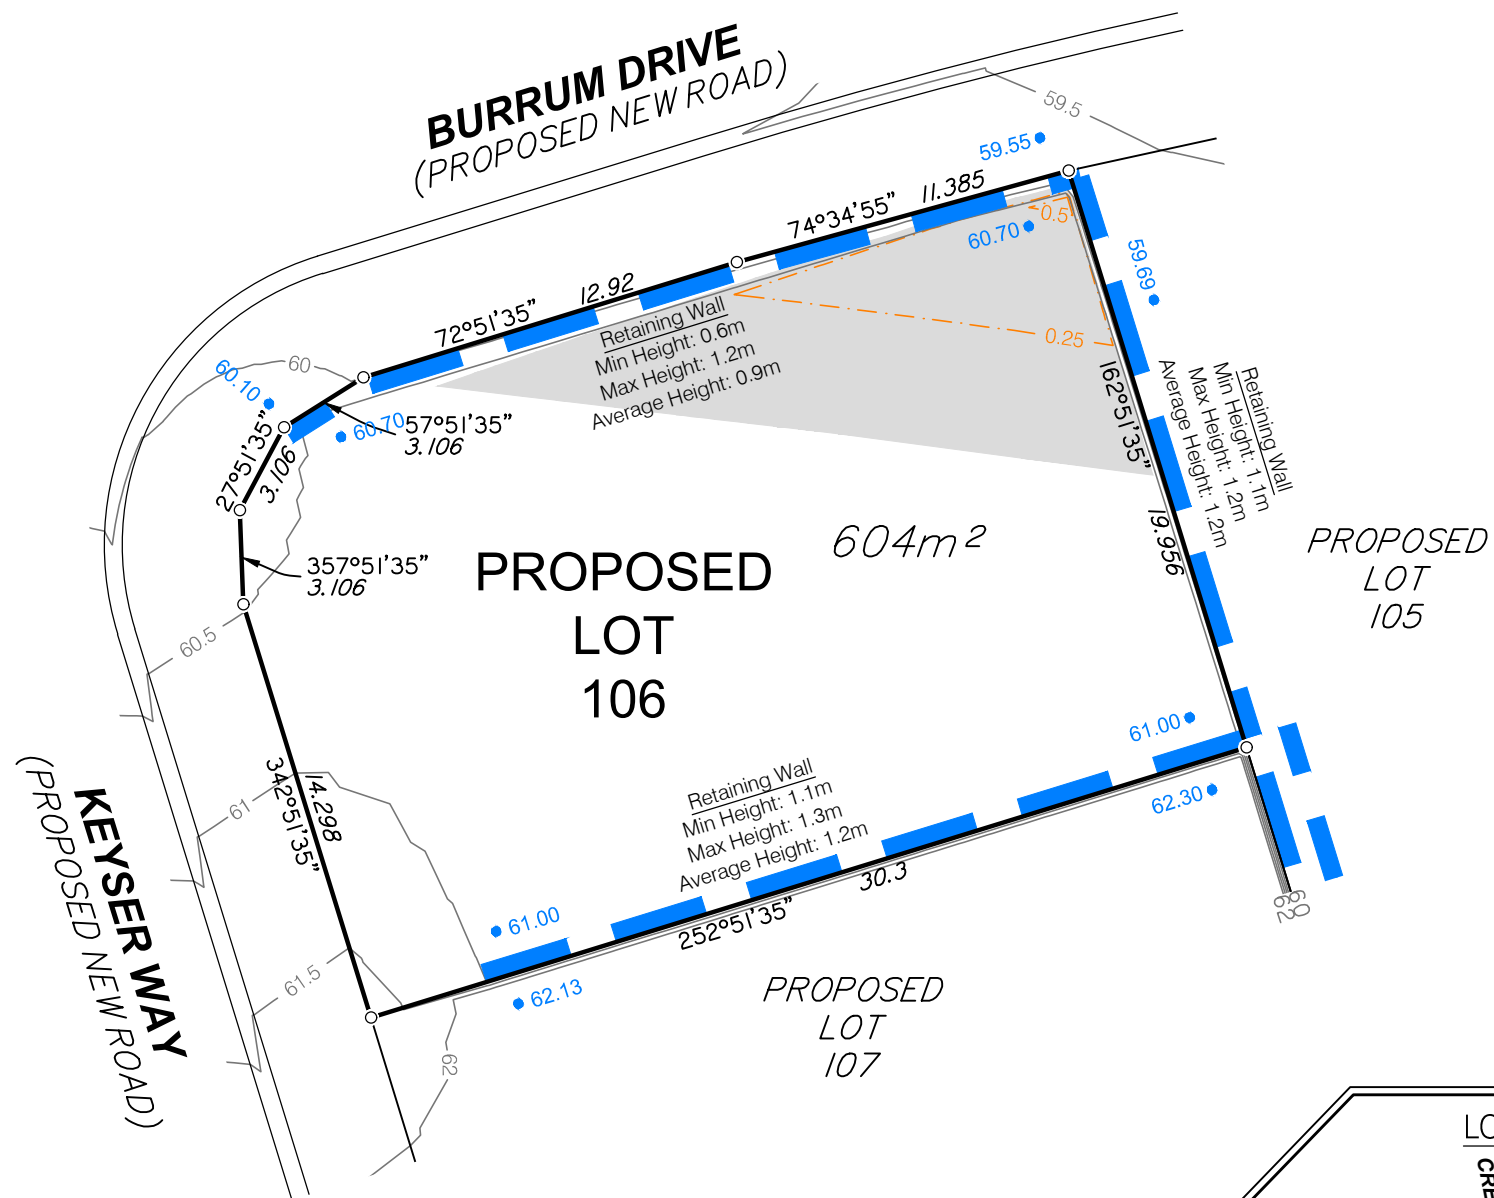 BURRUM DRIVE
(PROPOSED NEW ROAD)
59.5
59.55
11.385
74°34'55"
0.5
60.70
59.69
12.92
72°51'35"
Retaining Wall
Min Height: 0.6m
Max Height: 1.2m
Average Height: 0.9m
0.25
60
60.10
60.70
57°51'35"
3.106
27°51'35"
3.106
162°51'35"
19.956
Retaining Wall
Min Height: 1.1m
Max Height: 1.2m
Average Height: 1.2m
604m²
PROPOSED
LOT
106
PROPOSED
LOT
105
357°51'35"
3.106
60.5
61.00
62.30
Retaining Wall
Min Height: 1.1m
Max Height: 1.3m
Average Height: 1.2m
14.298
342°51'35"
61
KEYSER WAY
(PROPOSED NEW ROAD)
30.3
252°51'35"
61.00
62.13
60
62
61.5
62
PROPOSED
LOT
107